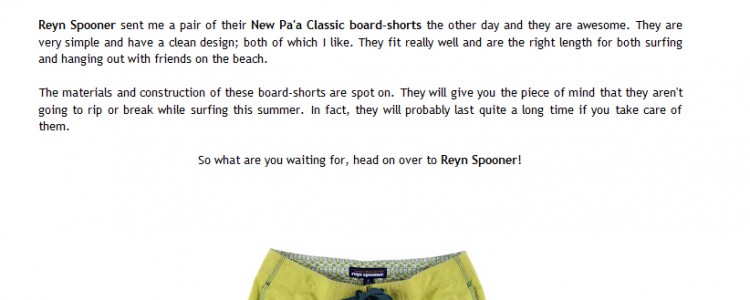 Reyn Spooner sent me a pair of their New Pa'a Classic board-shorts the other day and they are awesome. They are
very simple and have a clean design; both of which I like. They fit really well and are the right length for both surfing
and hanging out with friends on the beach.
The materials and construction of these board-shorts are spot on. They will give you the piece of mind that they aren't
going to rip or break while surfing this summer. In fact, they will probably last quite a long time if you take care of
them.
So what are you waiting for, head on over to Reyn Spooner!
reyn spooner